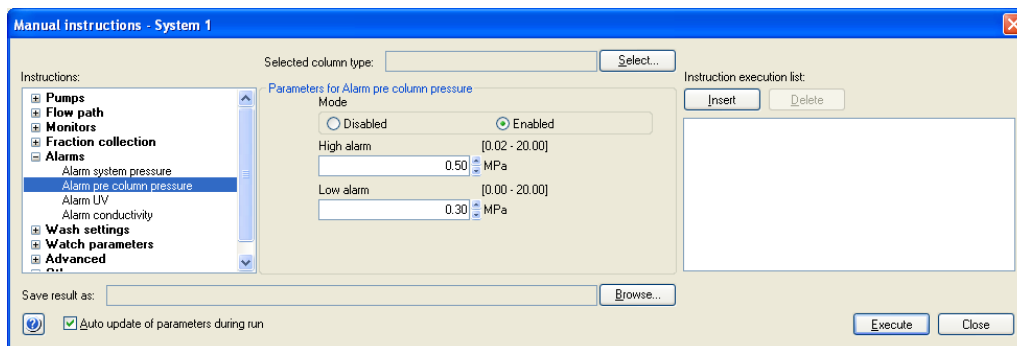 Manual instructions - System 1
Selected column type:
Select...
Instructions:
Pumps
Flow path
Monitors
Fraction collection
Alarms
Alarm system pressure
Alarm pre column pressure
Alarm UV
Alarm conductivity
Wash settings
Watch parameters
Advanced
Parameters for Alarm pre column pressure
Mode
Disabled Enabled
High alarm [0.02 - 20.00]
0.50 MPa
Low alarm [0.00 - 20.00]
0.30 MPa
Instruction execution list:
Insert Delete
Save result as:
Browse...
Auto update of parameters during run
Execute Close